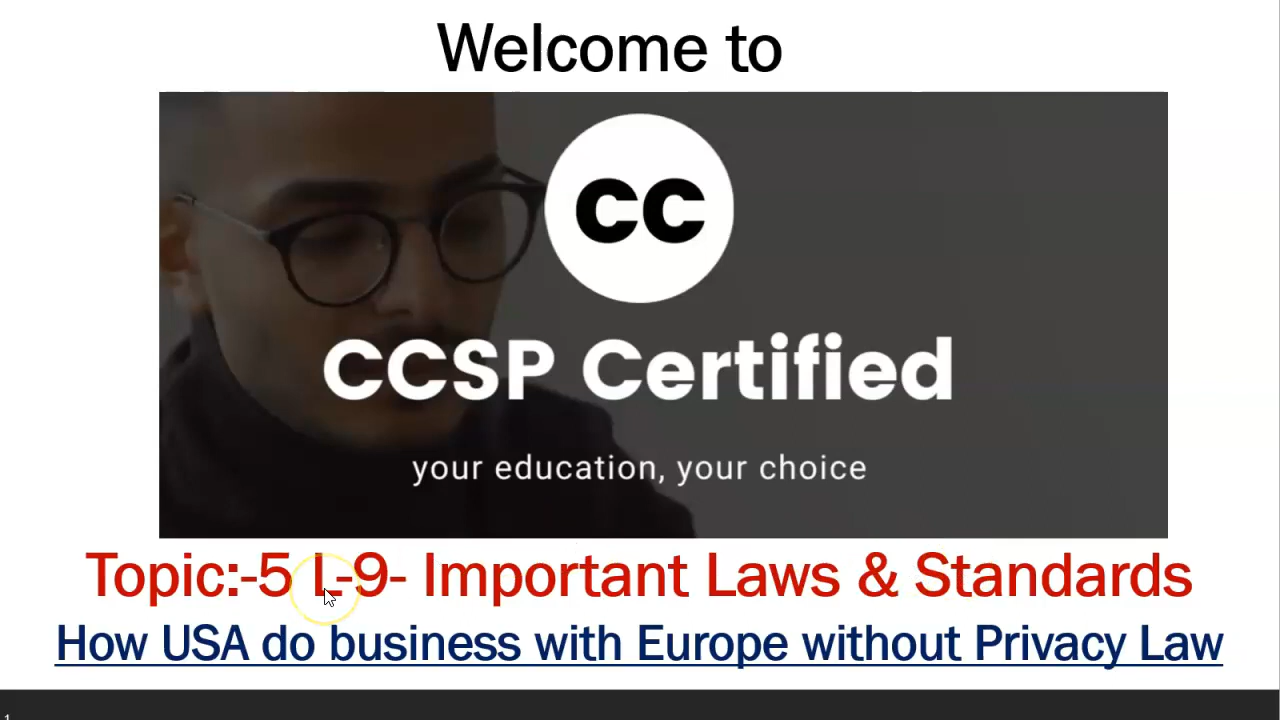 Welcome to
CC
CCSP Certified
your education, your choice
Topic:-5 L-9- Important Laws & Standards
How USA do business with Europe without Privacy Law
1